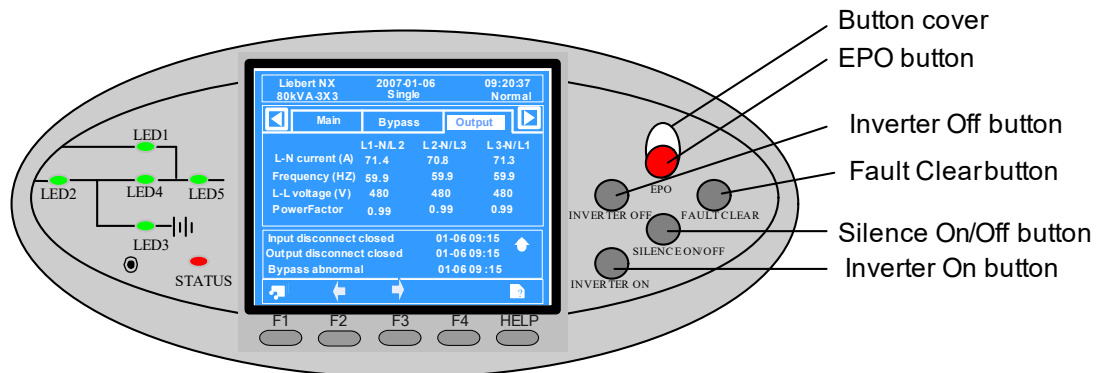 Button cover
EPO button
Inverter Off button
Fault Clearbutton
Silence On/Off button
Inverter On button
LED1
LED2
LED4
LED5
LED3
STATUS
Liebert NX 2007-01-06 09:20:37
80kVA-3X3 Single Normal
Main Bypass Output
L1-N/L2 L2-N/L3 L3-N/L1
L-N current (A) 71.4 70.8 71.3
Frequency (HZ) 59.9 59.9 59.9
L-L voltage (V) 480 480 480
PowerFactor 0.99 0.99 0.99
Input disconnect closed 01-06 09:15
Output disconnect closed 01-06 09:15
Bypass abnormal 01-06 09:15
?
F1 F2 F3 F4 HELP
EPO
INVERTER OFF FAULT CLEAR
SILENCE ON/OFF
INVERTER ON